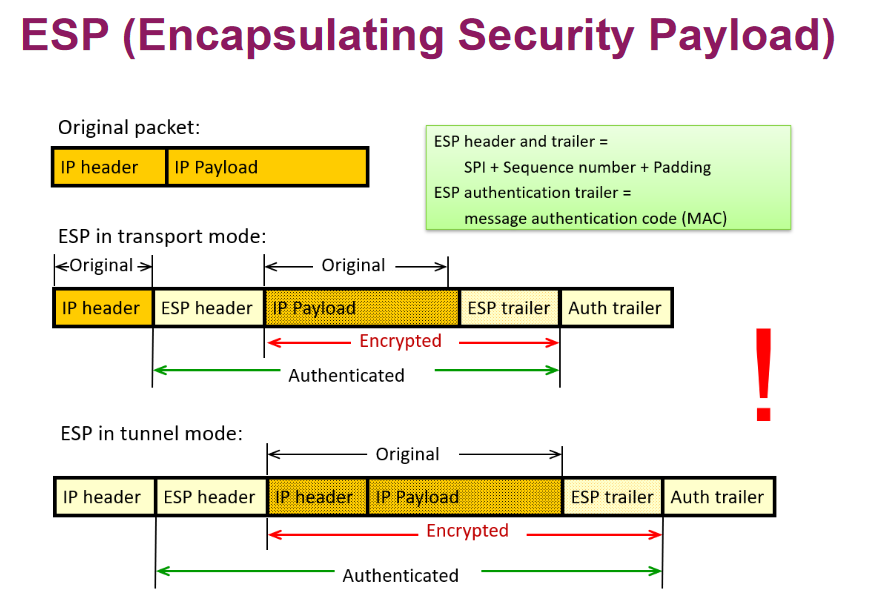 ESP (Encapsulating Security Payload)
Original packet:
IP header IP Payload
ESP header and trailer =
SPI + Sequence number + Padding
ESP authentication trailer =
message authentication code (MAC)
ESP in transport mode:
Original Original
IP header ESP header IP Payload ESP trailer Auth trailer
Encrypted
Authenticated
!
ESP in tunnel mode:
Original
IP header ESP header IP header IP Payload ESP trailer Auth trailer
Encrypted
Authenticated